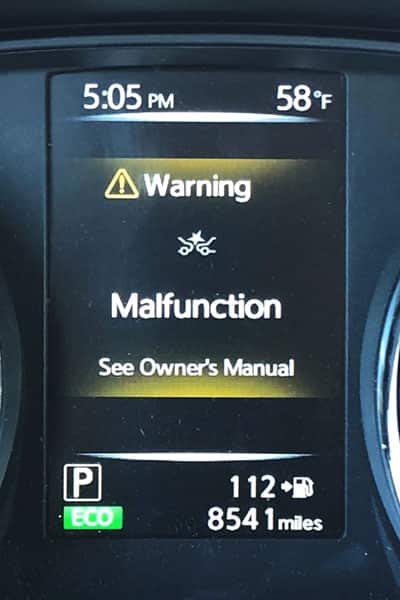 5:05 PM 58°F
Warning
Malfunction
See Owner's Manual
P 112
ECO 8541 miles